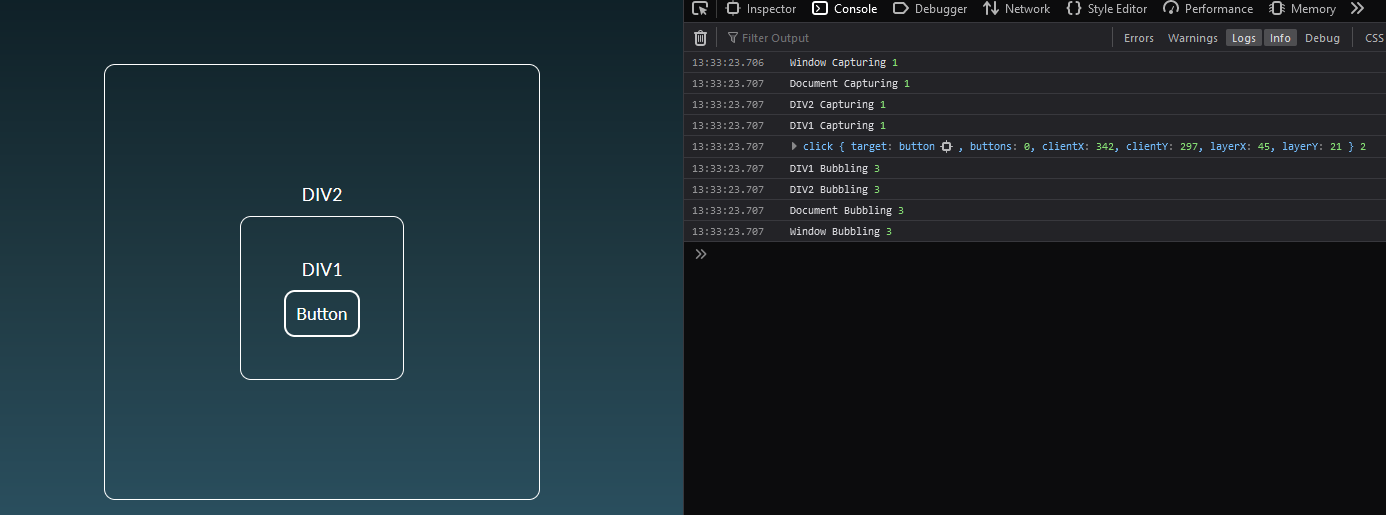 DIV2
DIV1
Button
Inspector Console Debugger Network Style Editor Performance Memory
Filter Output Errors Warnings Logs Info Debug CSS
13:33:23.706 Window Capturing 1
13:33:23.707 Document Capturing 1
13:33:23.707 DIV2 Capturing 1
13:33:23.707 DIV1 Capturing 1
13:33:23.707 click { target: button , buttons: 0, clientX: 342, clientY: 297, layerX: 45, layerY: 21 } 2
13:33:23.707 DIV1 Bubbling 3
13:33:23.707 DIV2 Bubbling 3
13:33:23.707 Document Bubbling 3
13:33:23.707 Window Bubbling 3